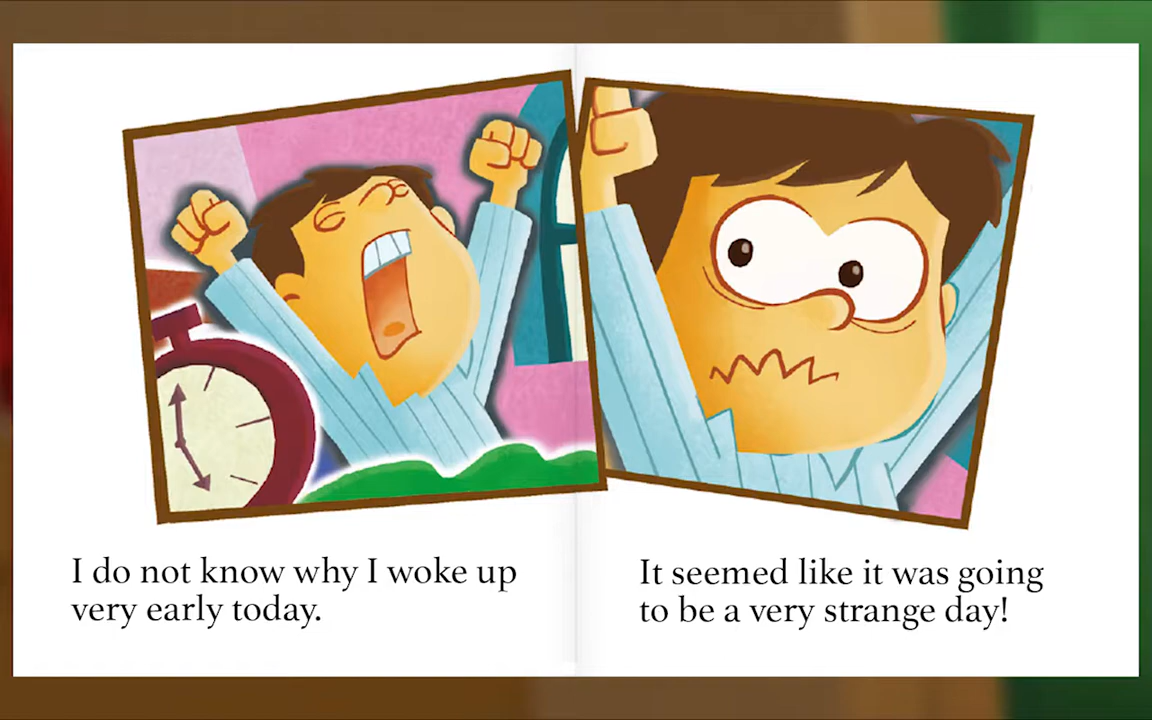 I do not know why I woke up
very early today.
It seemed like it was going
to be a very strange day!